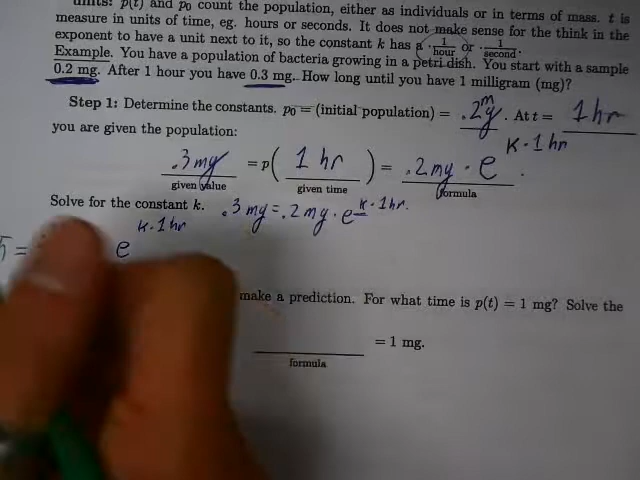 units: p(t) and p0 count the population, either as individuals or in terms of mass. t is
measure in units of time, eg. hours or seconds. It does not make sense for the think in the
exponent to have a unit next to it, so the constant k has a · 1/hour or · 1/second.
Example. You have a population of bacteria growing in a petri dish. You start with a sample
0.2 mg. After 1 hour you have 0.3 mg. How long until you have 1 milligram (mg)?
Step 1: Determine the constants. p0 = (initial population) = .2 mg. At t = 1 hr
you are given the population:
.3 mg = p( 1 hr ) = .2 mg · e^K·1 hr .
given value given time formula
Solve for the constant k. .3 mg = .2 mg · e^K·1 hr.
= e^K·1 hr
make a prediction. For what time is p(t) = 1 mg? Solve the
= 1 mg.
formula